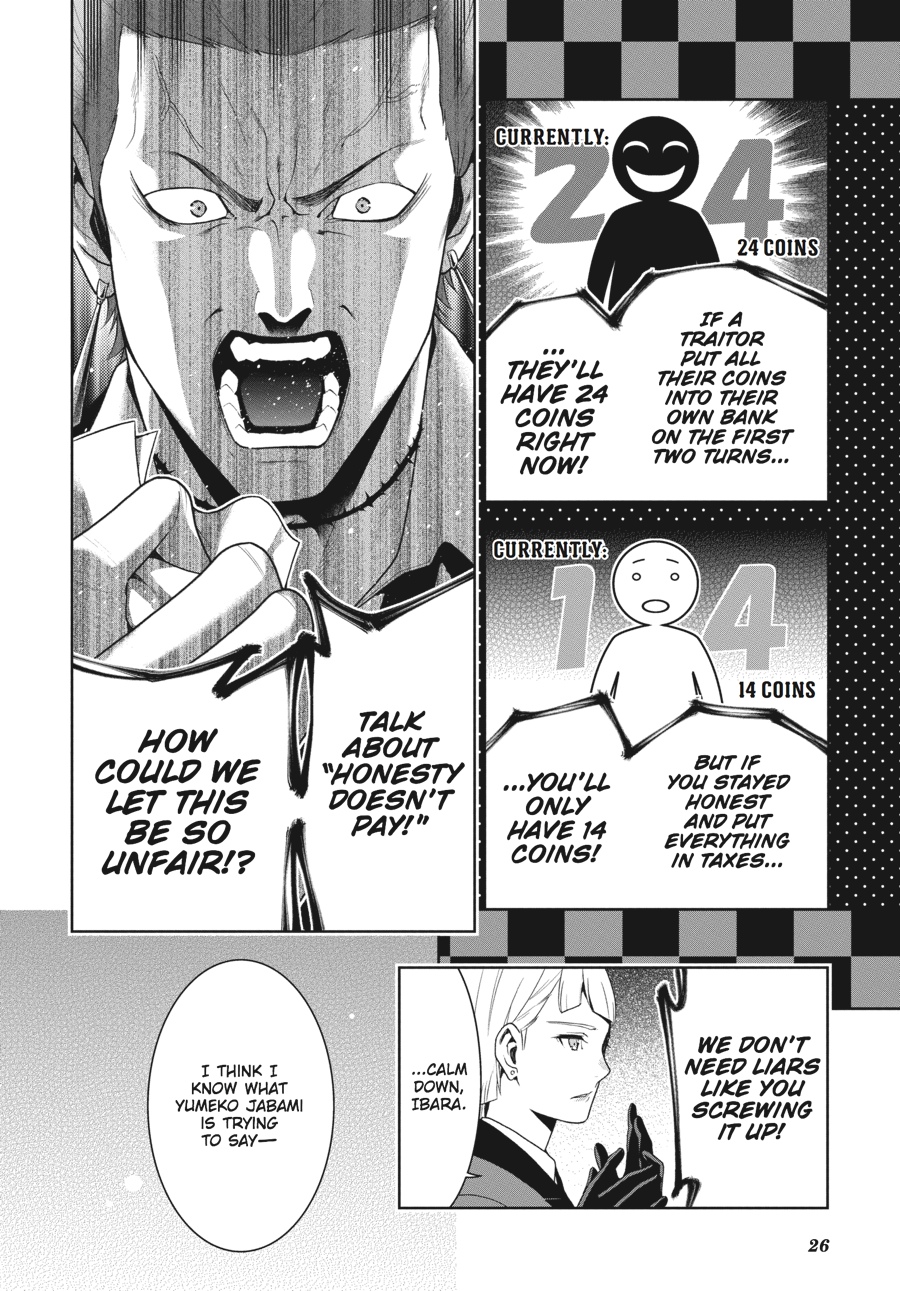 CURRENTLY:
24
24 COINS
IF A
TRAITOR
PUT ALL
THEIR COINS
INTO THEIR
OWN BANK
ON THE FIRST
TWO TURNS...
...
THEY'LL
HAVE 24
COINS
RIGHT
NOW!
CURRENTLY:
14
14 COINS
BUT IF
YOU STAYED
HONEST
AND PUT
EVERYTHING
IN TAXES...
...YOU'LL
ONLY
HAVE 14
COINS!
TALK
ABOUT
"HONESTY
DOESN'T
PAY!"
HOW
COULD WE
LET THIS
BE SO
UNFAIR!?
WE DON'T
NEED LIARS
LIKE YOU
SCREWING
IT UP!
...CALM
DOWN,
IBARA.
I THINK I
KNOW WHAT
YUMEKO JABAMI
IS TRYING
TO SAY—
26